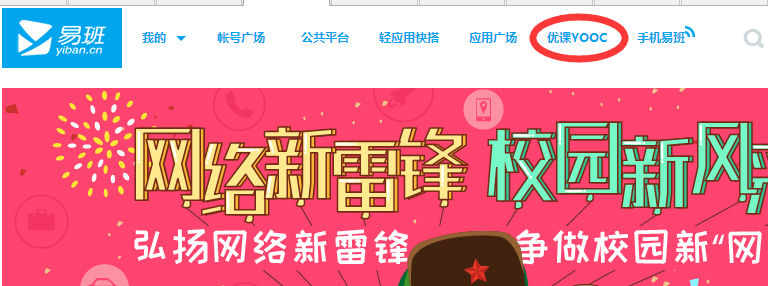 易班
yiban.cn
我的 帐号广场 公共平台 轻应用快搭 应用广场 优课YOOC 手机易班
网络新雷锋 校园新风
弘扬网络新雷锋 争做校园新“网